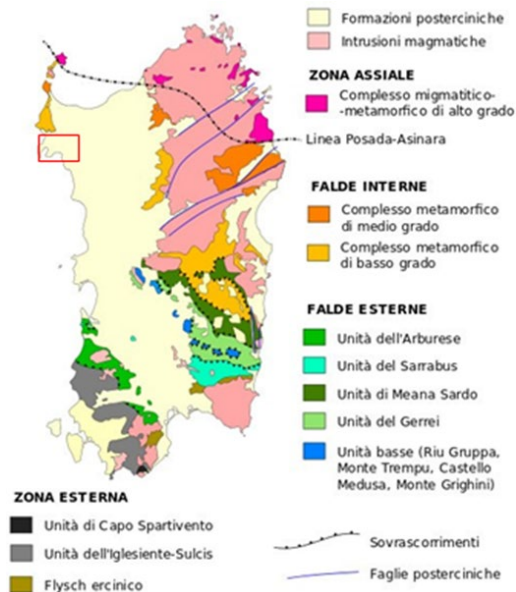 Formazioni posterciniche
Intrusioni magmatiche
ZONA ASSIALE
Complesso migmatitico-
-metamorfico di alto grado
Linea Posada-Asinara
FALDE INTERNE
Complesso metamorfico
di medio grado
Complesso metamorfico
di basso grado
FALDE ESTERNE
Unità dell'Arburese
Unità del Sarrabus
Unità di Meana Sardo
Unità del Gerrei
Unità basse (Riu Gruppa,
Monte Trempu, Castello
Medusa, Monte Grighini)
ZONA ESTERNA
Unità di Capo Spartivento
Unità dell'Iglesiente-Sulcis
Flysch ercinico
Sovrascorrimenti
Faglie posterciniche